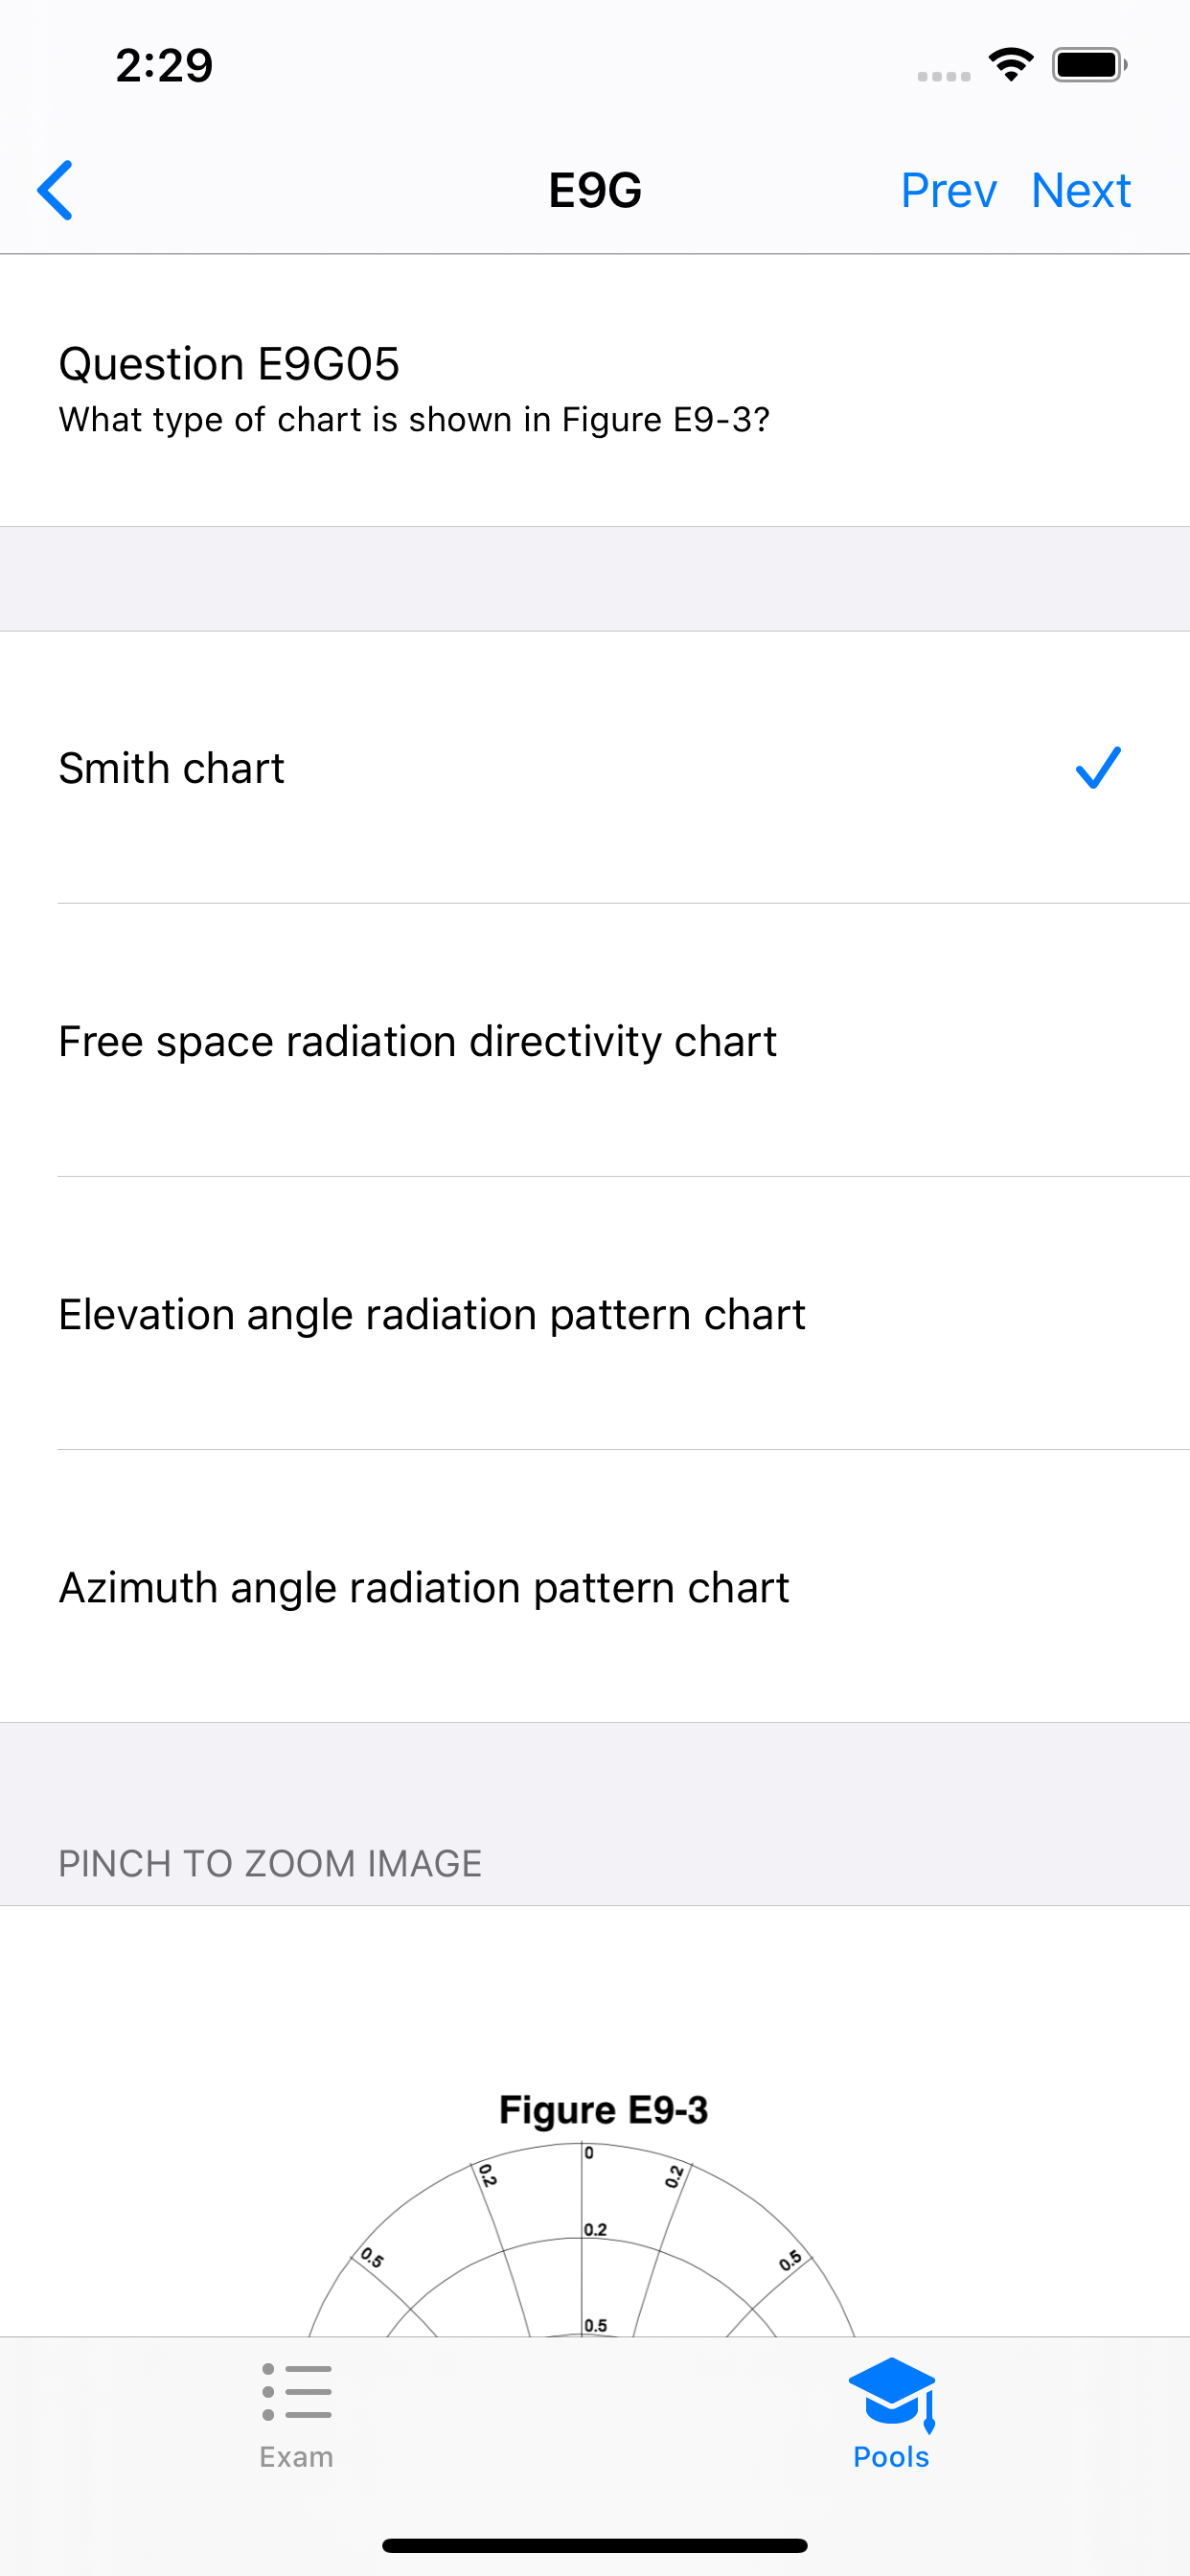 2:29
E9G
Prev Next
Question E9G05
What type of chart is shown in Figure E9-3?
Smith chart
Free space radiation directivity chart
Elevation angle radiation pattern chart
Azimuth angle radiation pattern chart
PINCH TO ZOOM IMAGE
Figure E9-3
0
0.2
0.2
0.2
0.5
0.5
0.5
Exam
Pools